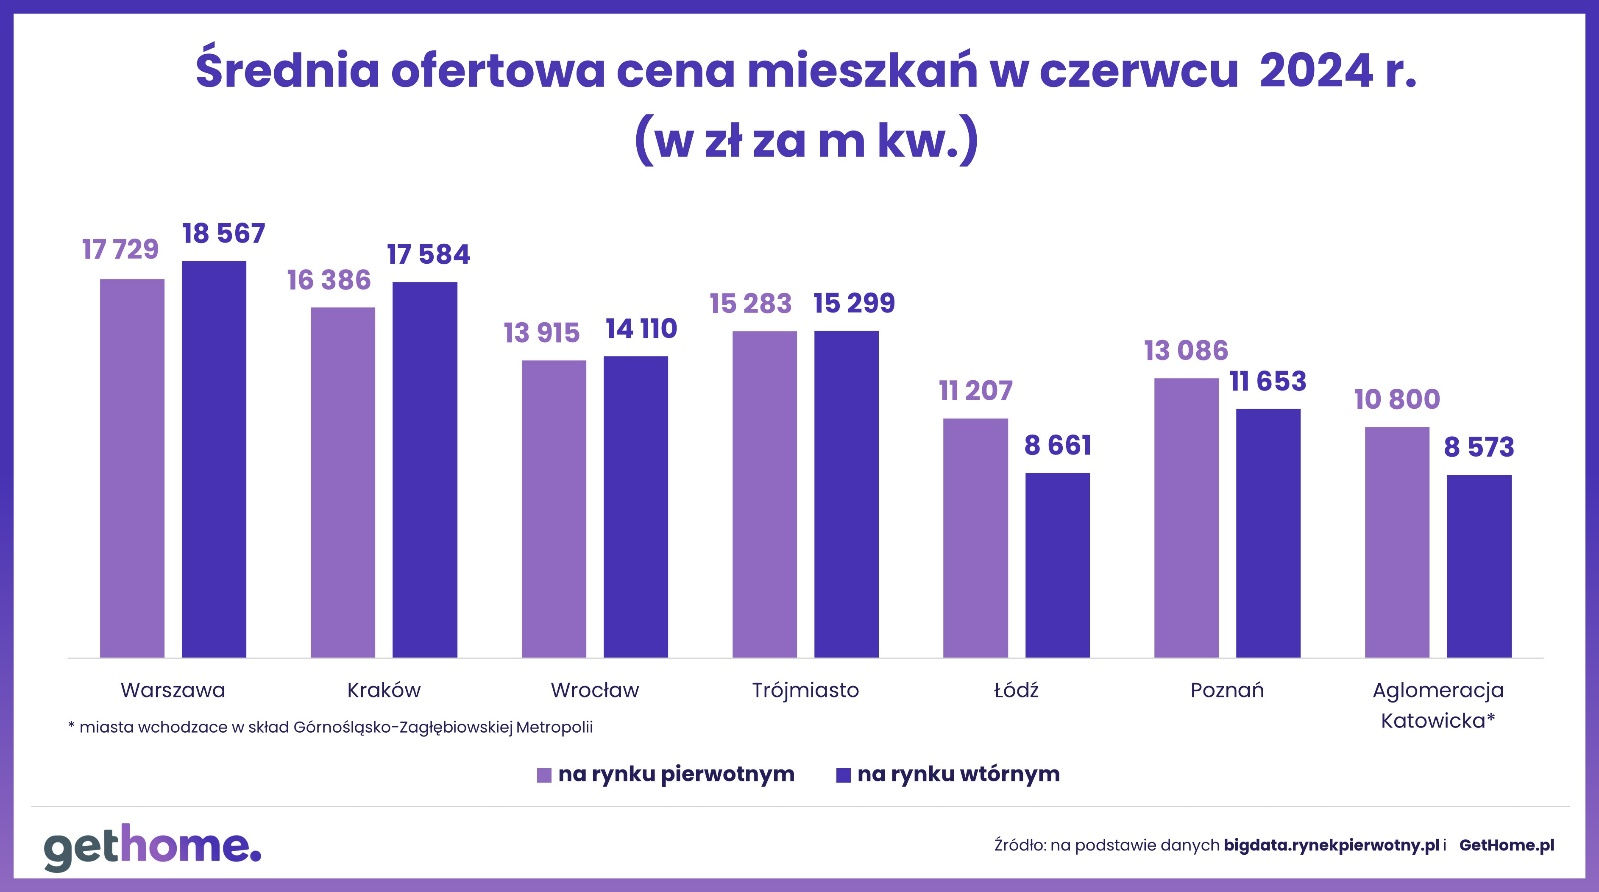 Średnia ofertowa cena mieszkań w czerwcu 2024 r.
(w zł za m kw.)
17 729
18 567
16 386
17 584
13 915
14 110
15 283
15 299
11 207
8 661
13 086
11 653
10 800
8 573
Warszawa
Kraków
Wrocław
Trójmiasto
Łódź
Poznań
Aglomeracja
Katowicka*
* miasta wchodzace w skład Górnośląsko-Zagłębiowskiej Metropolii
na rynku pierwotnym
na rynku wtórnym
gethome.
Źródło: na podstawie danych bigdata.rynekpierwotny.pl i GetHome.pl